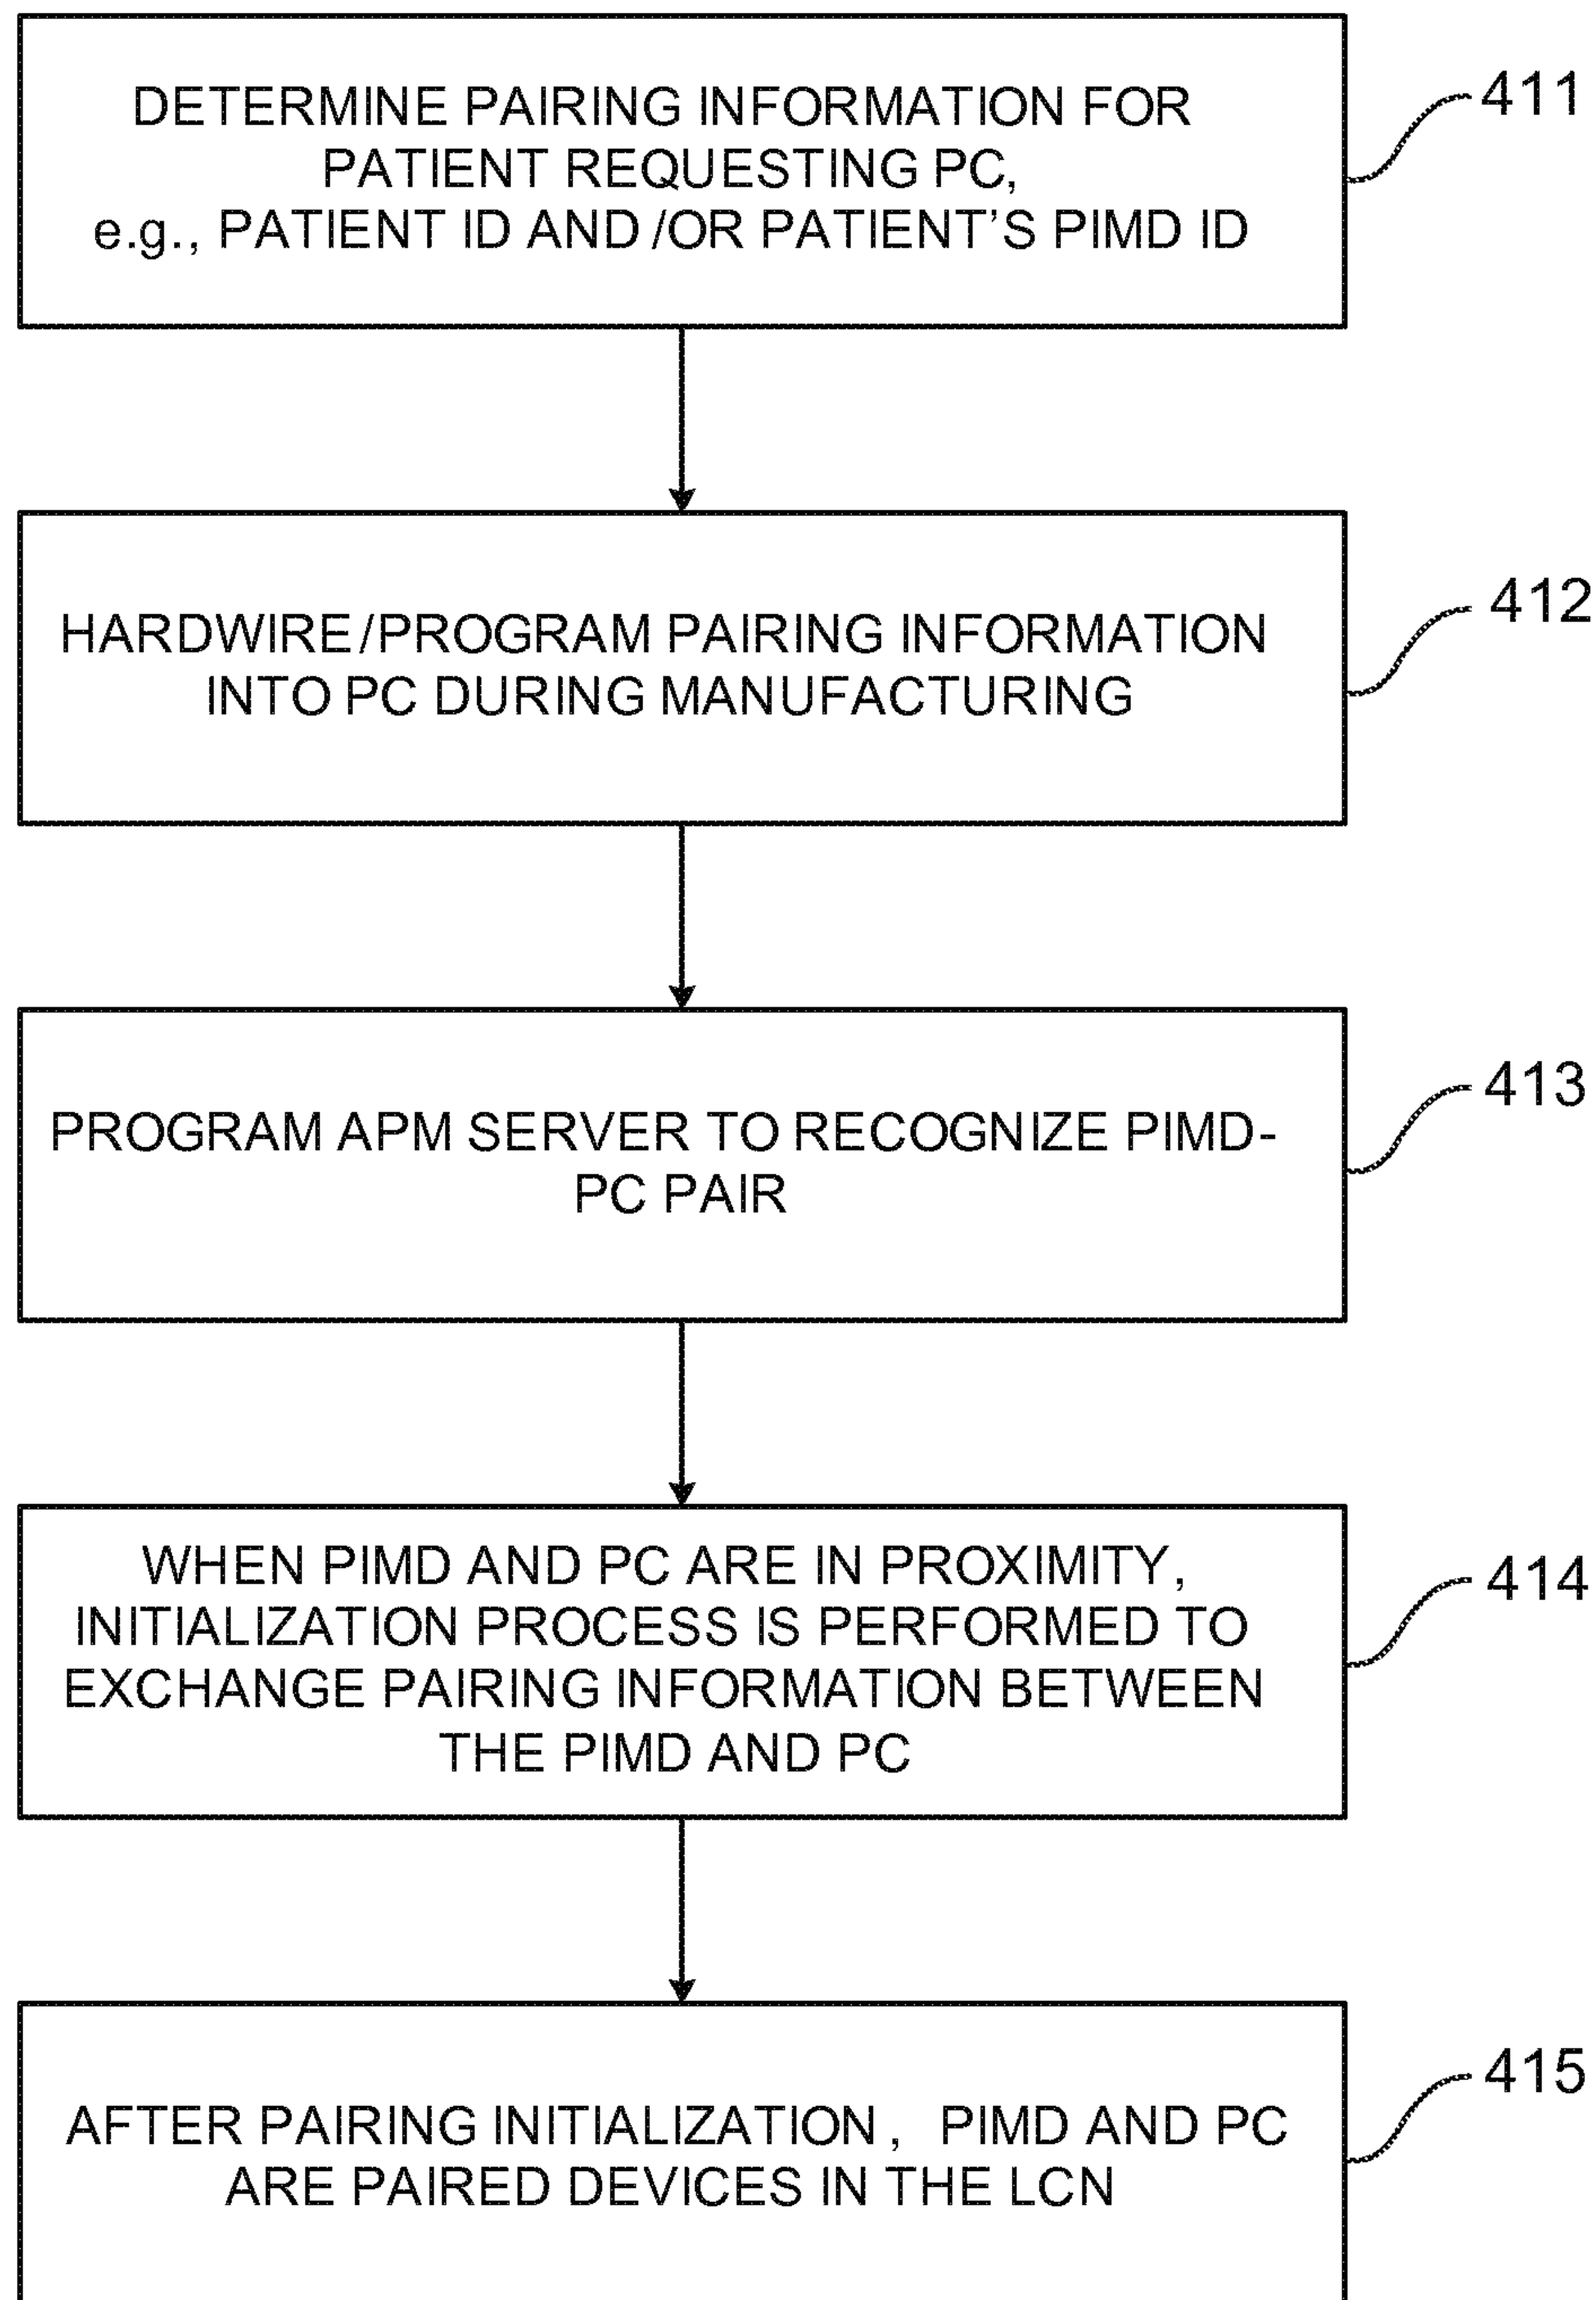 DETERMINE PAIRING INFORMATION FOR
PATIENT REQUESTING PC,
e.g., PATIENT ID AND/OR PATIENT'S PIMD ID
411
HARDWIRE/PROGRAM PAIRING INFORMATION
INTO PC DURING MANUFACTURING
412
PROGRAM APM SERVER TO RECOGNIZE PIMD-
PC PAIR
413
WHEN PIMD AND PC ARE IN PROXIMITY,
INITIALIZATION PROCESS IS PERFORMED TO
EXCHANGE PAIRING INFORMATION BETWEEN
THE PIMD AND PC
414
AFTER PAIRING INITIALIZATION, PIMD AND PC
ARE PAIRED DEVICES IN THE LCN
415